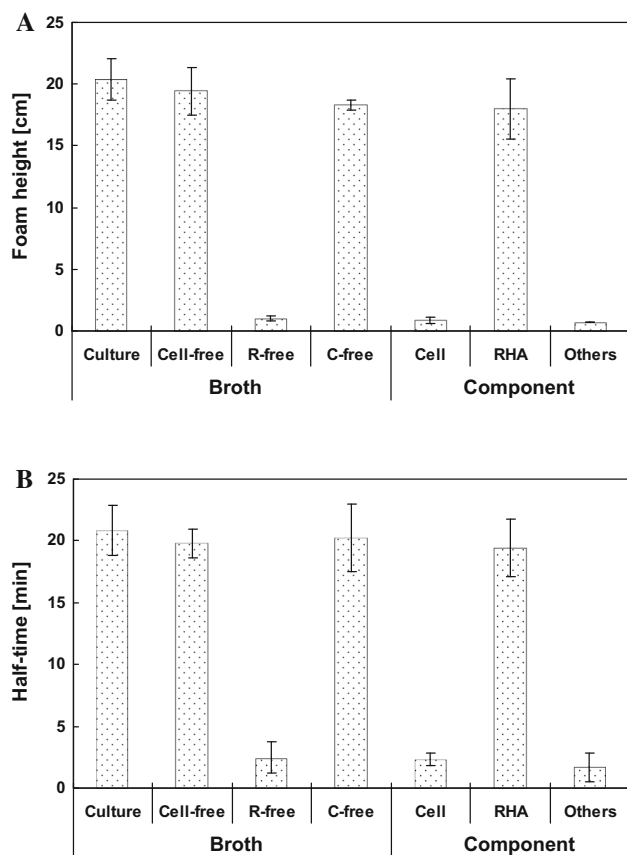 A
Foam height [cm]
25
20
15
10
5
0
Culture Cell-free R-free C-free Cell RHA Others
Broth Component
B
Half-time [min]
25
20
15
10
5
0
Culture Cell-free R-free C-free Cell RHA Others
Broth Component